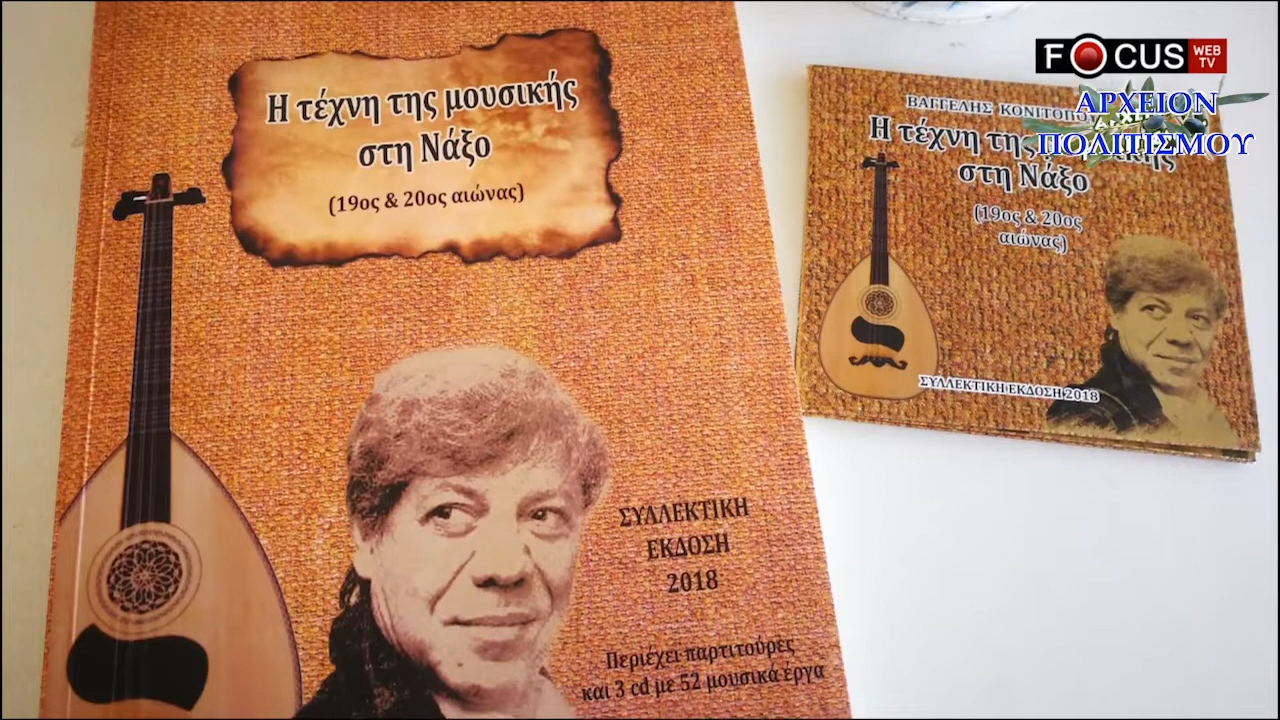 Η τέχνη της μουσικής
στη Νάξο
(19ος & 20ος αιώνας)
ΣΥΛΛΕΚΤΙΚΗ
ΕΚΔΟΣΗ
2018
Περιέχει παρτιτούρες
και 3 cd με 52 μουσικά έργα
FOCUS WEB TV
ΑΡΧΕΙΟΝ
ΠΟΛΙΤΙΣΜΟΥ
ΒΑΓΓΕΛΗΣ
Η τέχνη της
στη Νάξο
(19ος & 20ος
αιώνας)
ΣΥΛΛΕΚΤΙΚΗ ΕΚΔΟΣΗ 2018